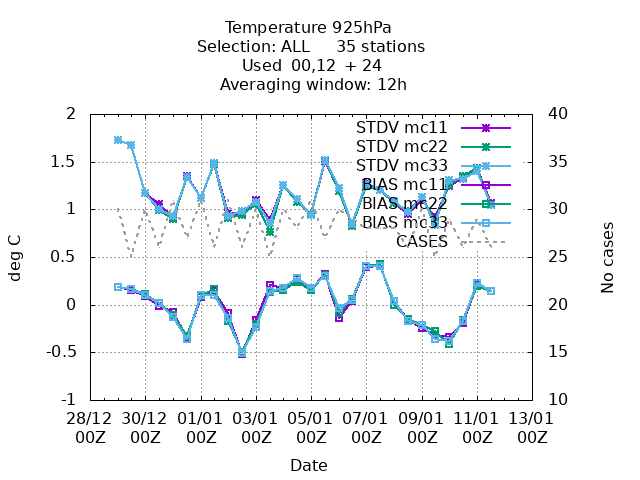 Temperature 925hPa
Selection: ALL 35 stations
Used 00,12 + 24
Averaging window: 12h
2 40
STDV mc11
STDV mc22
1.5 STDV mc33 35
BIAS mc11
1 BIAS mc22 30
BIAS mc33
CASES
0.5 25
0 20
-0.5 15
-1 10
28/12 30/12 01/01 03/01 05/01 07/01 09/01 11/01 13/01
00Z 00Z 00Z 00Z 00Z 00Z 00Z 00Z 00Z
Date
deg C
No cases